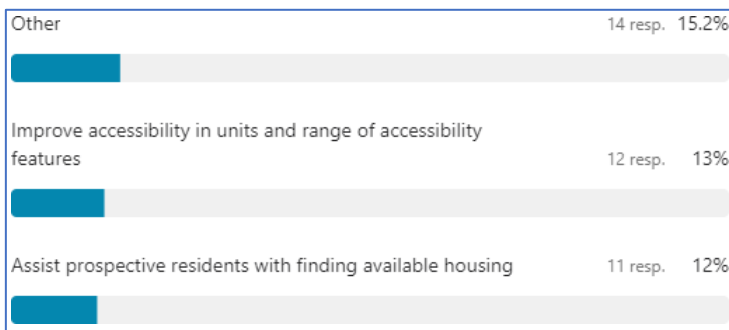 Other 14 resp. 15.2%
Improve accessibility in units and range of accessibility
features 12 resp. 13%
Assist prospective residents with finding available housing 11 resp. 12%